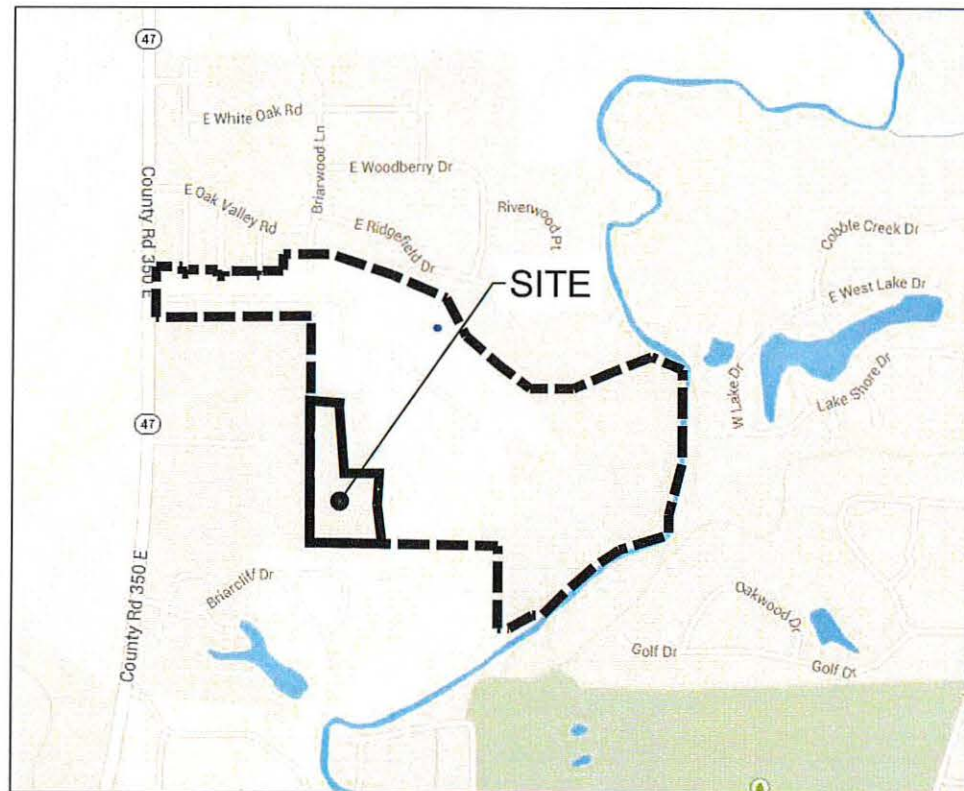 47
E White Oak Rd
Briarwood Ln
E Woodberry Dr
County Rd 350 E
E Oak Valley Rd
E Ridgefield Dr
Riverwood Pt
Cobble Creek Dr
SITE
E West Lake Dr
W Lake Dr
Lake Shore Dr
47
County Rd 350 E
Briarcliff Dr
Oakwood Dr
Golf Dr
Golf Dr